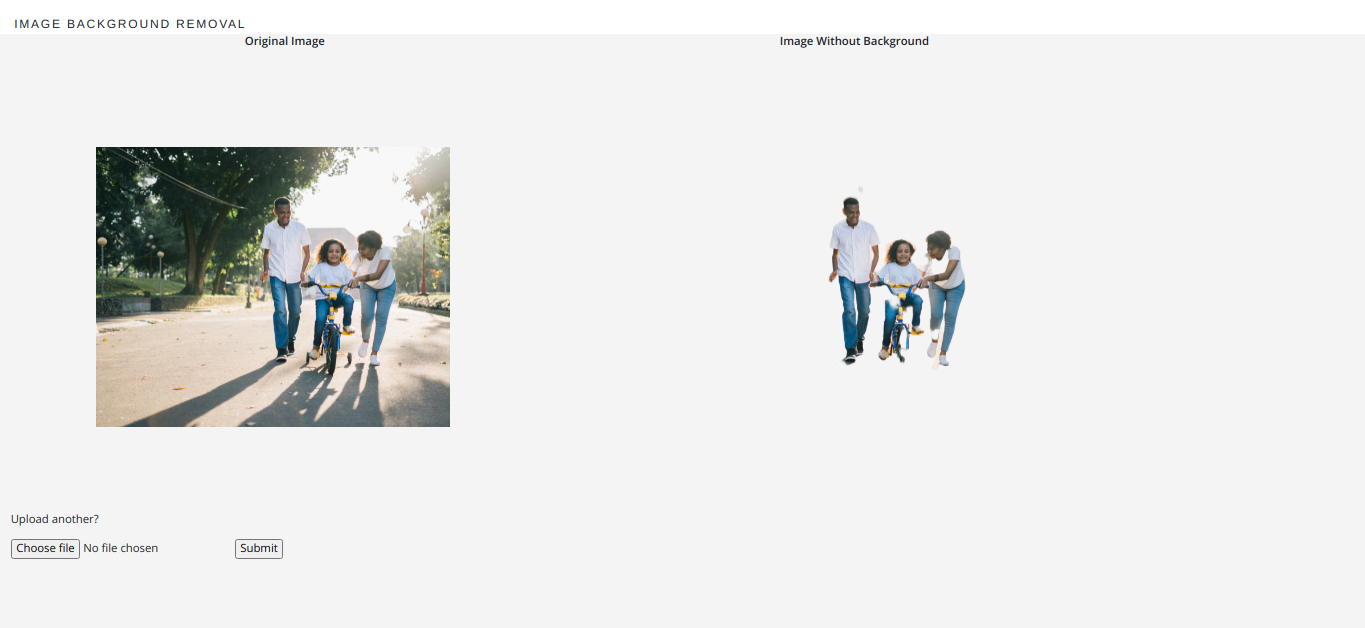 IMAGE BACKGROUND REMOVAL
Original Image
Image Without Background
Upload another?
Choose file No file chosen
Submit